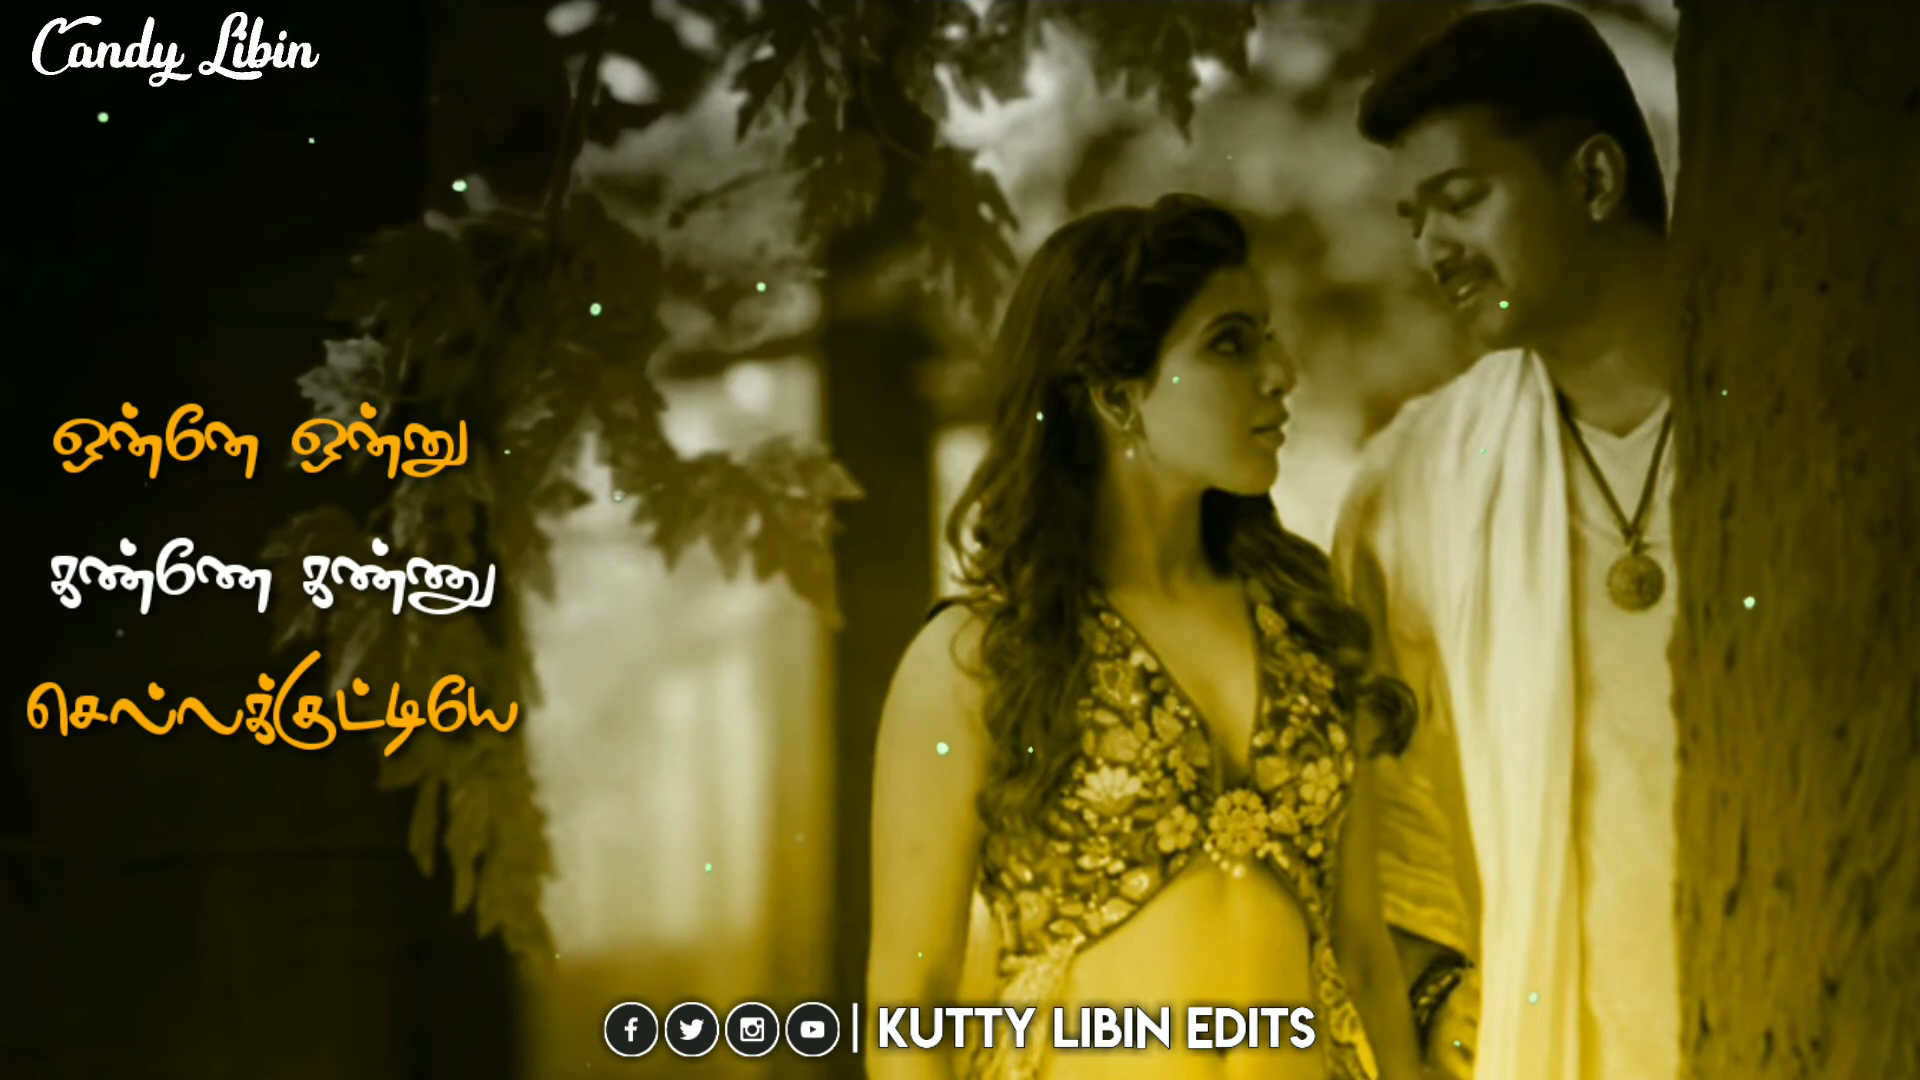 Candy Libin
ஒன்னே ஒன்னு
கண்ணே கண்ணு
செல்லக்குட்டியே
| KUTTY LIBIN EDITS